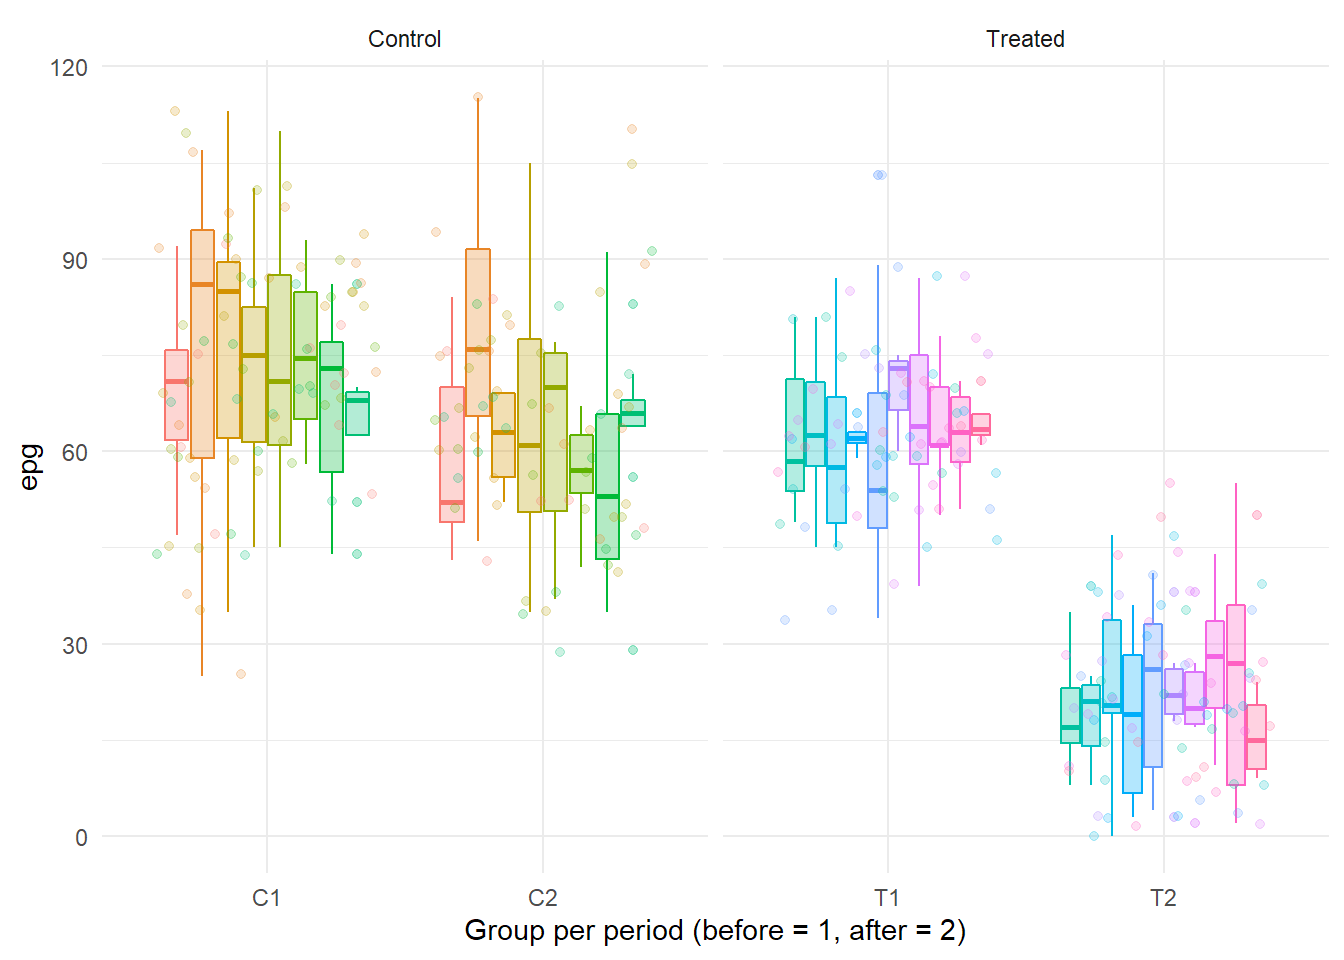 Control
Treated
120
90
60
30
0
epg
C1
C2
T1
T2
Group per period (before = 1, after = 2)